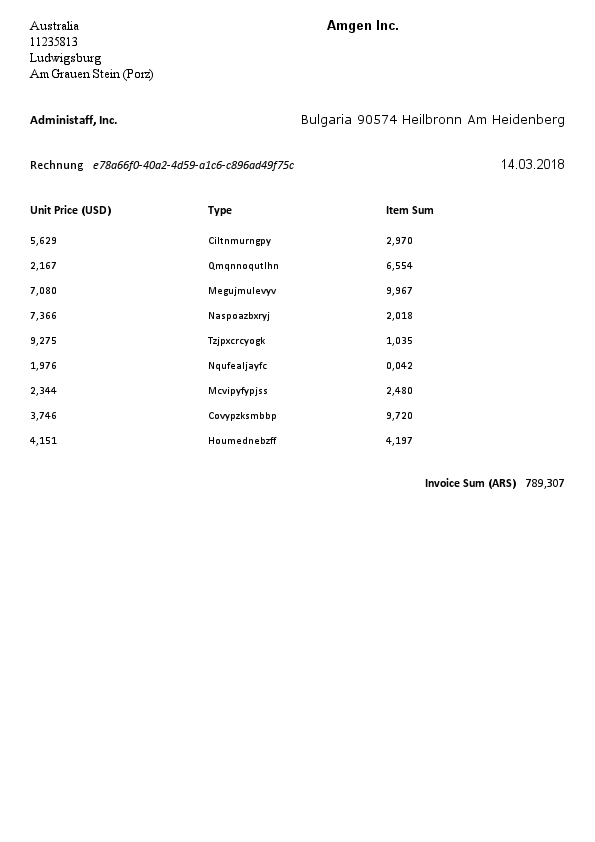 Australia
11235813
Ludwigsburg
Am Grauen Stein (Porz)
Amgen Inc.
Administaff, Inc.
Bulgaria 90574 Heilbronn Am Heidenberg
Rechnung e78a66f0-40a2-4d59-a1c6-c896ad49f75c
14.03.2018
Unit Price (USD) Type Item Sum
5,629 Ciltnmurngpy 2,970
2,167 Qmqnnoqutlhn 6,554
7,080 Megujmulevyv 9,967
7,366 Naspoazbxryj 2,018
9,275 Tzjpxcrcyogk 1,035
1,976 Nqufealjayfc 0,042
2,344 Mcvipyfypjss 2,480
3,746 Covypzksmbbp 9,720
4,151 Houmednebzff 4,197
Invoice Sum (ARS) 789,307